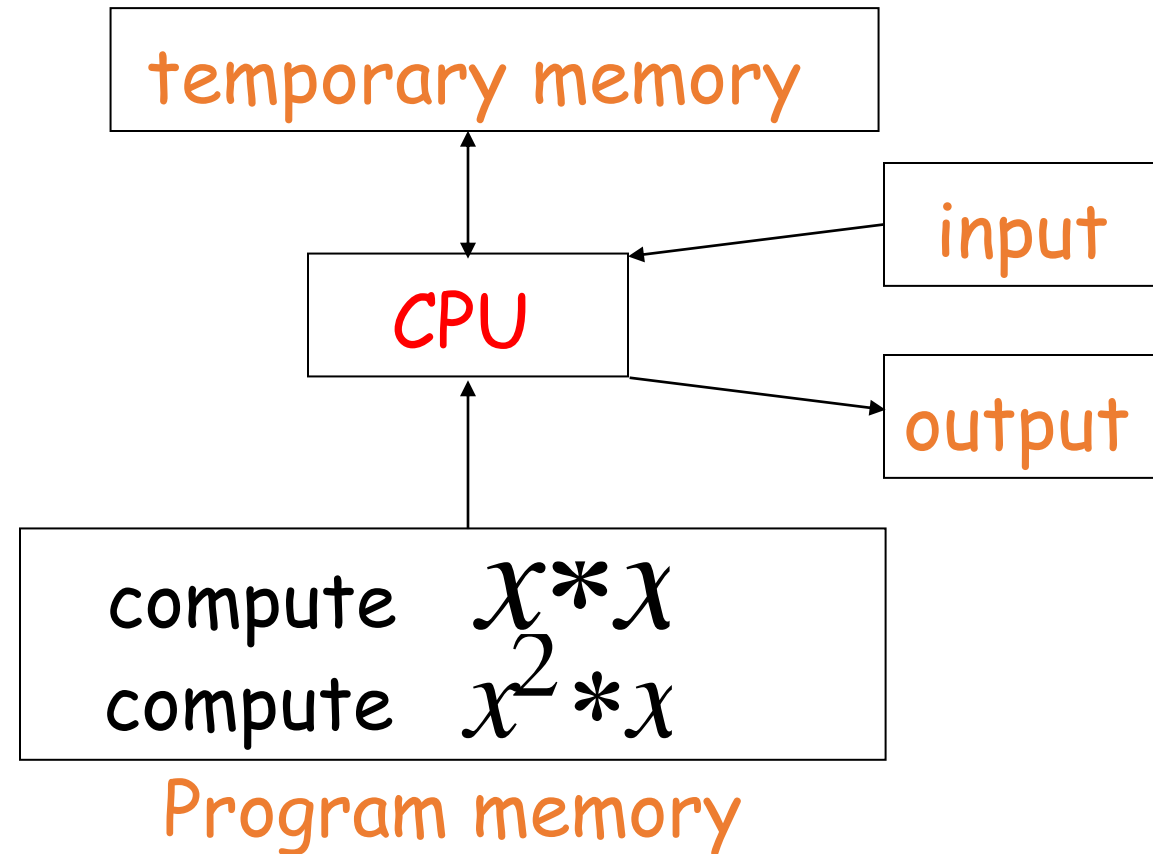 temporary memory
input
CPU
output
compute x*x
compute x²*x
Program memory